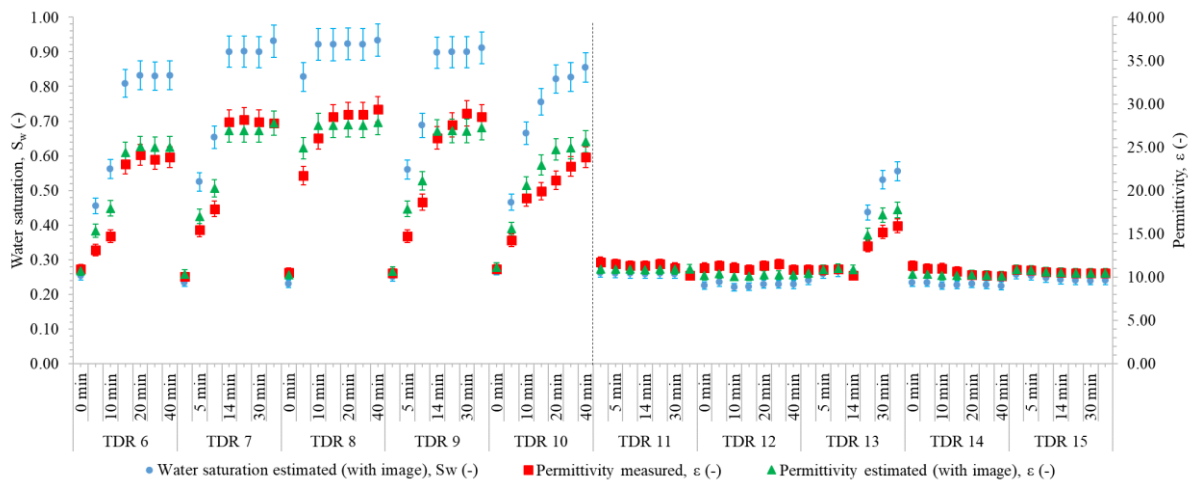 Water saturation, Sw (-)
1.00
0.90
0.80
0.70
0.60
0.50
0.40
0.30
0.20
0.10
0.00
40.00
35.00
30.00
25.00
20.00
15.00
10.00
5.00
0.00
Permittivity, ε (-)
0 min
10 min
20 min
40 min
5 min
14 min
30 min
0 min
10 min
20 min
40 min
5 min
14 min
30 min
0 min
10 min
20 min
40 min
5 min
14 min
30 min
0 min
10 min
20 min
40 min
5 min
14 min
30 min
0 min
10 min
20 min
40 min
5 min
14 min
30 min
TDR 6 TDR 7 TDR 8 TDR 9 TDR 10 TDR 11 TDR 12 TDR 13 TDR 14 TDR 15
Water saturation estimated (with image), Sw (-) Permittivity measured, ε (-) Permittivity estimated (with image), ε (-)